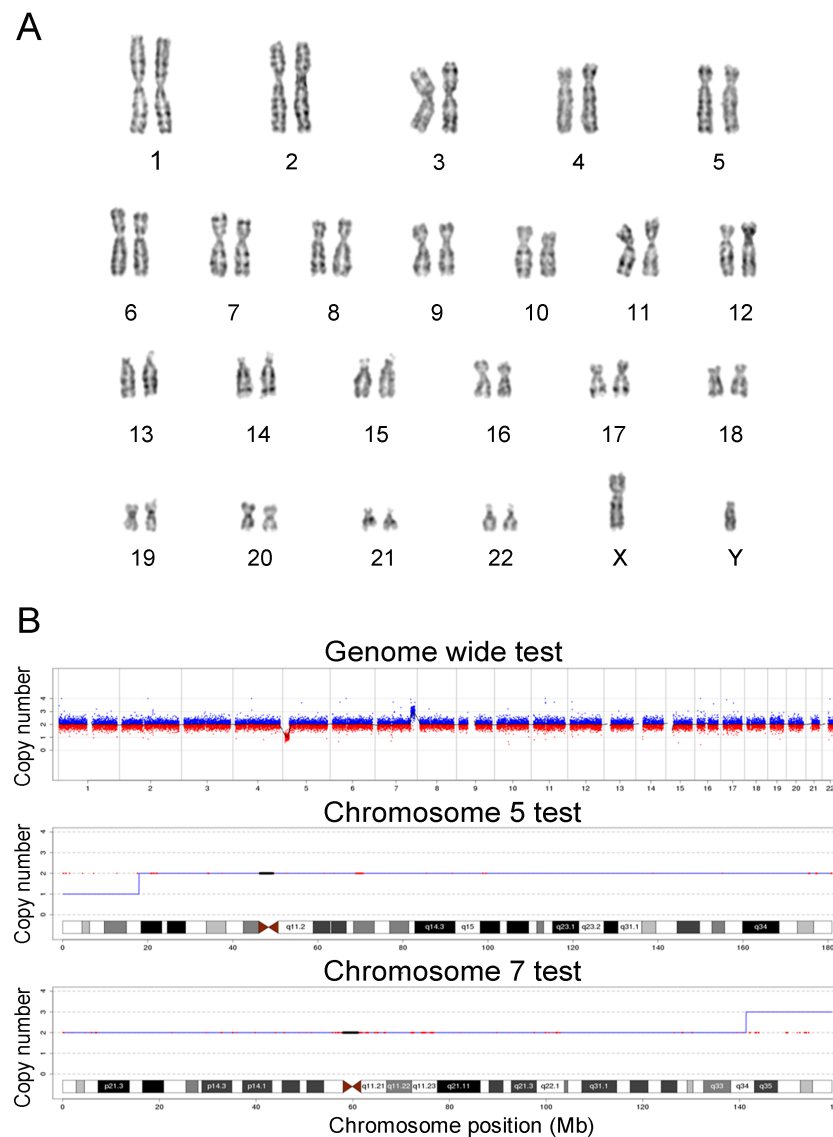 A
1 2 3 4 5
6 7 8 9 10 11 12
13 14 15 16 17 18
19 20 21 22 X Y
B
Genome wide test
Copy number
4
3
2
1
0
1 2 3 4 5 6 7 8 9 10 11 12 13 14 15 16 17 18 19 20 21 22
Chromosome 5 test
Copy number
4
3
2
1
0
q11.2 q14.3 q15 q23.1 q23.2 q31.1 q34
0 20 40 60 80 100 120 140 160 180
Chromosome 7 test
Copy number
4
3
2
1
0
p21.3 p14.3 p14.1 q11.21 q11.22 q11.23 q21.11 q21.3 q22.1 q31.1 q33 q34 q35
0 20 40 60 80 100 120 140
Chromosome position (Mb)